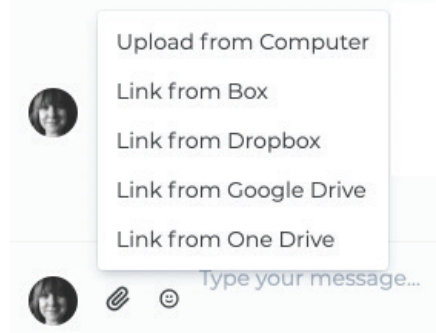 Upload from Computer
Link from Box
Link from Dropbox
Link from Google Drive
Link from One Drive
Type your message...